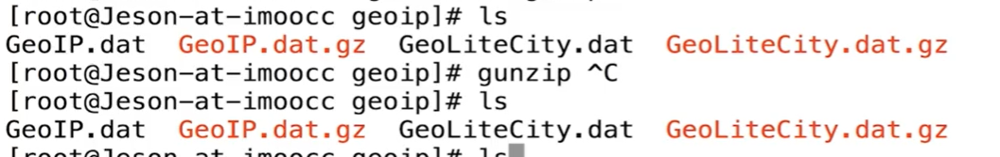 [root@Jeson-at-imoocc geoip]# ls
GeoIP.dat  GeoIP.dat.gz  GeoLiteCity.dat  GeoLiteCity.dat.gz
[root@Jeson-at-imoocc geoip]# gunzip ^C
[root@Jeson-at-imoocc geoip]# ls
GeoIP.dat  GeoIP.dat.gz  GeoLiteCity.dat  GeoLiteCity.dat.gz
[root@Jeson-at-imoocc geoip]# ls